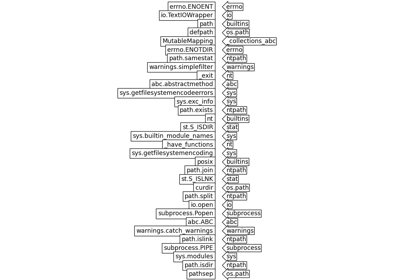 errno.ENOENT errno
io.TextIOWrapper io
path builtins
defpath os.path
MutableMapping _collections_abc
errno.ENOTDIR errno
path.samestat ntpath
warnings.simplefilter warnings
_exit nt
abc.abstractmethod abc
sys.getfilesystemencodeerrors sys
sys.exc_info sys
path.exists ntpath
nt builtins
st.S_ISDIR stat
sys.builtin_module_names sys
_have_functions nt
sys.getfilesystemencoding sys
posix builtins
path.join ntpath
st.S_ISLNK stat
curdir os.path
path.split ntpath
io.open io
subprocess.Popen subprocess
abc.ABC abc
warnings.catch_warnings warnings
path.islink ntpath
subprocess.PIPE subprocess
sys.modules sys
path.isdir ntpath
pathsep os.path